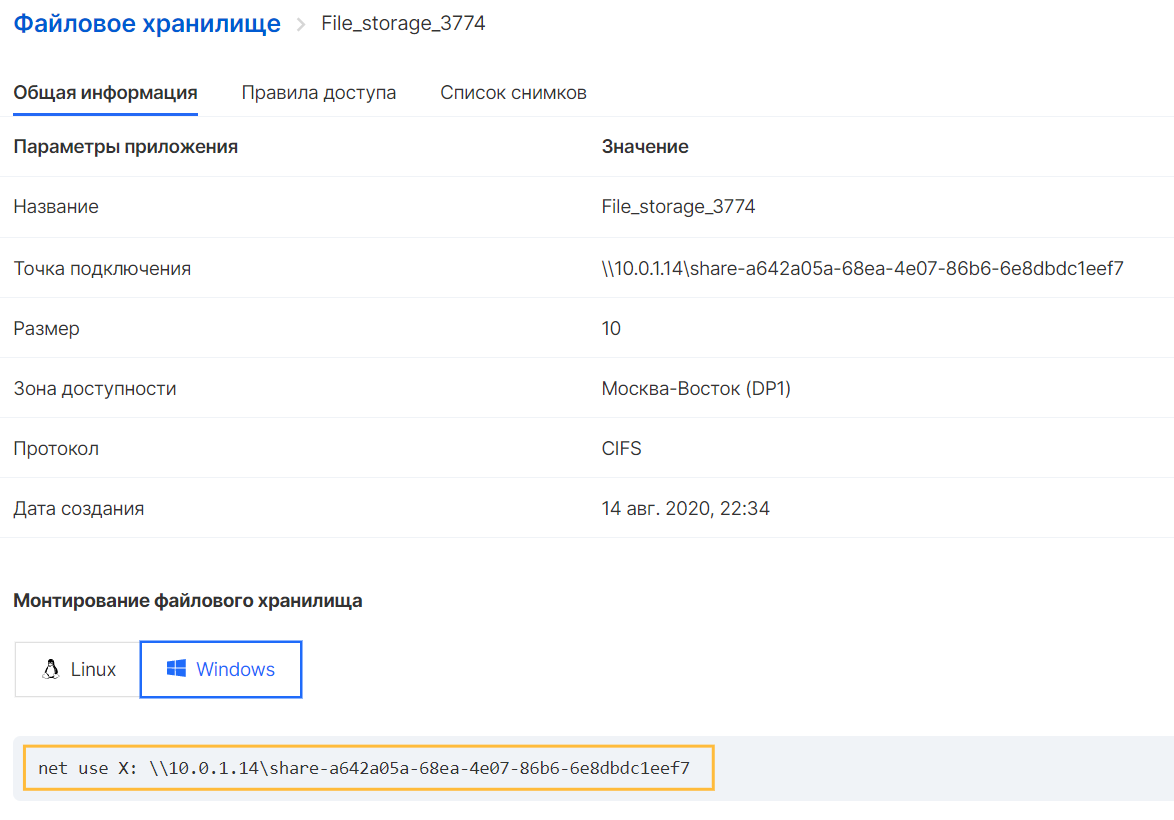 Файловое хранилище > File_storage_3774
Общая информация Правила доступа Список снимков
Параметры приложения Значение
Название File_storage_3774
Точка подключения \\10.0.1.14\share-a642a05a-68ea-4e07-86b6-6e8dbdc1eef7
Размер 10
Зона доступности Москва-Восток (DP1)
Протокол CIFS
Дата создания 14 авг. 2020, 22:34
Монтирование файлового хранилища
Linux Windows
net use X: \\10.0.1.14\share-a642a05a-68ea-4e07-86b6-6e8dbdc1eef7